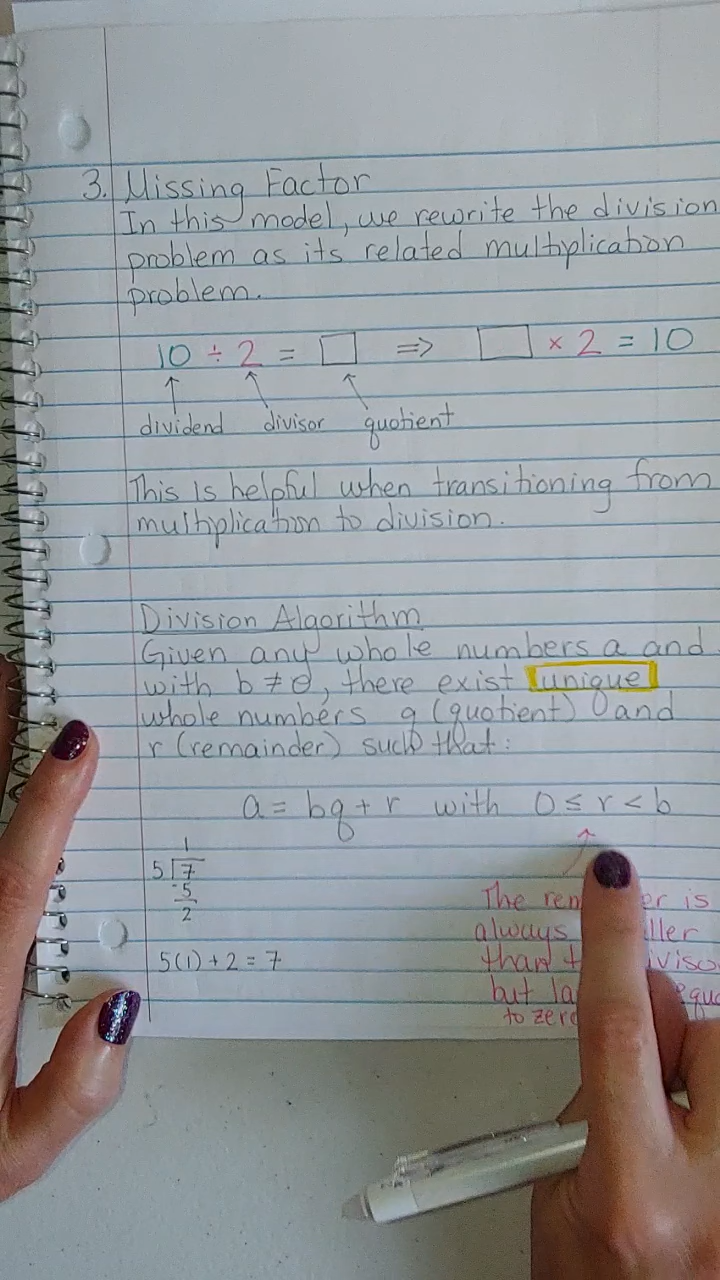 3. Missing Factor
In this model, we rewrite the division
problem as its related multiplication
problem.
10 ÷ 2 = □ ⇒ □ × 2 = 10
dividend divisor quotient
This is helpful when transitioning from
multiplication to division.
Division Algorithm
Given any whole numbers a and
with b ≠ 0, there exist unique
whole numbers q (quotient) and
r (remainder) such that:
a = bq + r with 0 ≤ r < b
1
5 7
-5
2
5(1) + 2 = 7
The is
always
than
but
to zero